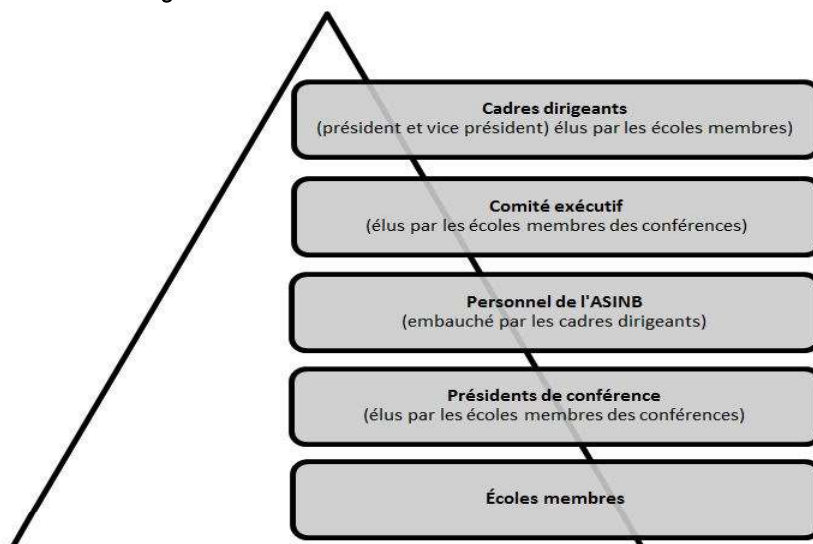 Cadres dirigeants
(président et vice président) élus par les écoles membres)
Comité exécutif
(élus par les écoles membres des conférences)
Personnel de l'ASINB
(embauché par les cadres dirigeants)
Présidents de conférence
(élus par les écoles membres des conférences)
Écoles membres